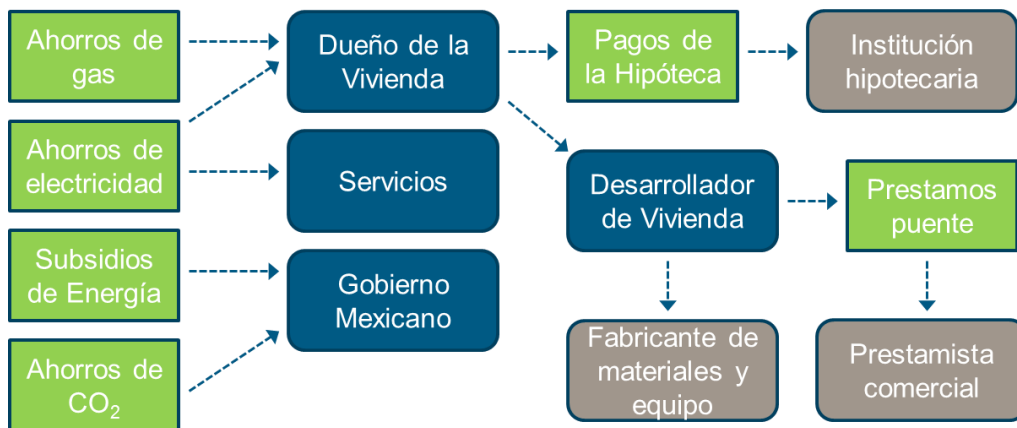 Ahorros de
gas
Dueño de la
Vivienda
Pagos de
la Hipóteca
Institución
hipotecaria
Ahorros de
electricidad
Servicios
Desarrollador
de Vivienda
Prestamos
puente
Subsidios
de Energía
Gobierno
Mexicano
Fabricante de
materiales y
equipo
Prestamista
comercial
Ahorros de
CO₂